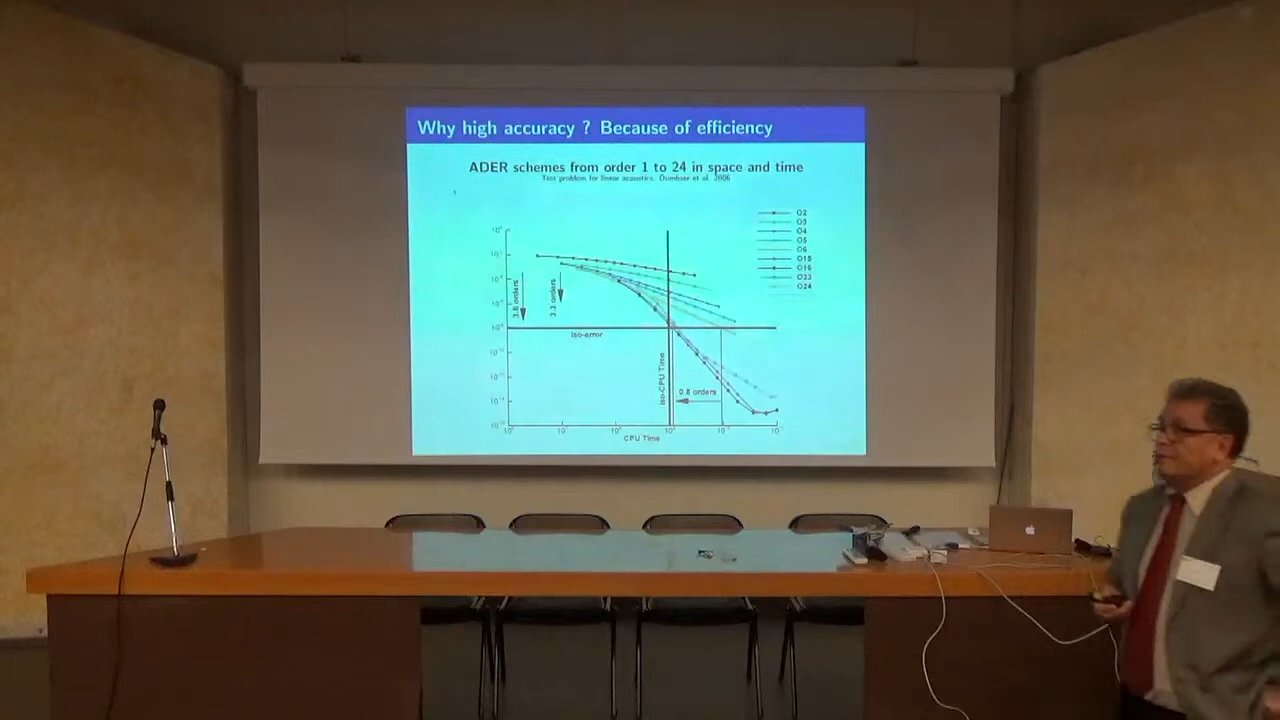 Why high accuracy ? Because of efficiency
ADER schemes from order 1 to 24 in space and time
Test problem for linear acoustics. Dumbser et al. 2006
O2
O3
O4
O5
O6
O15
O16
O23
O24
3.8 orders
3.3 orders
iso-error
iso-CPU Time
0.8 orders
CPU Time